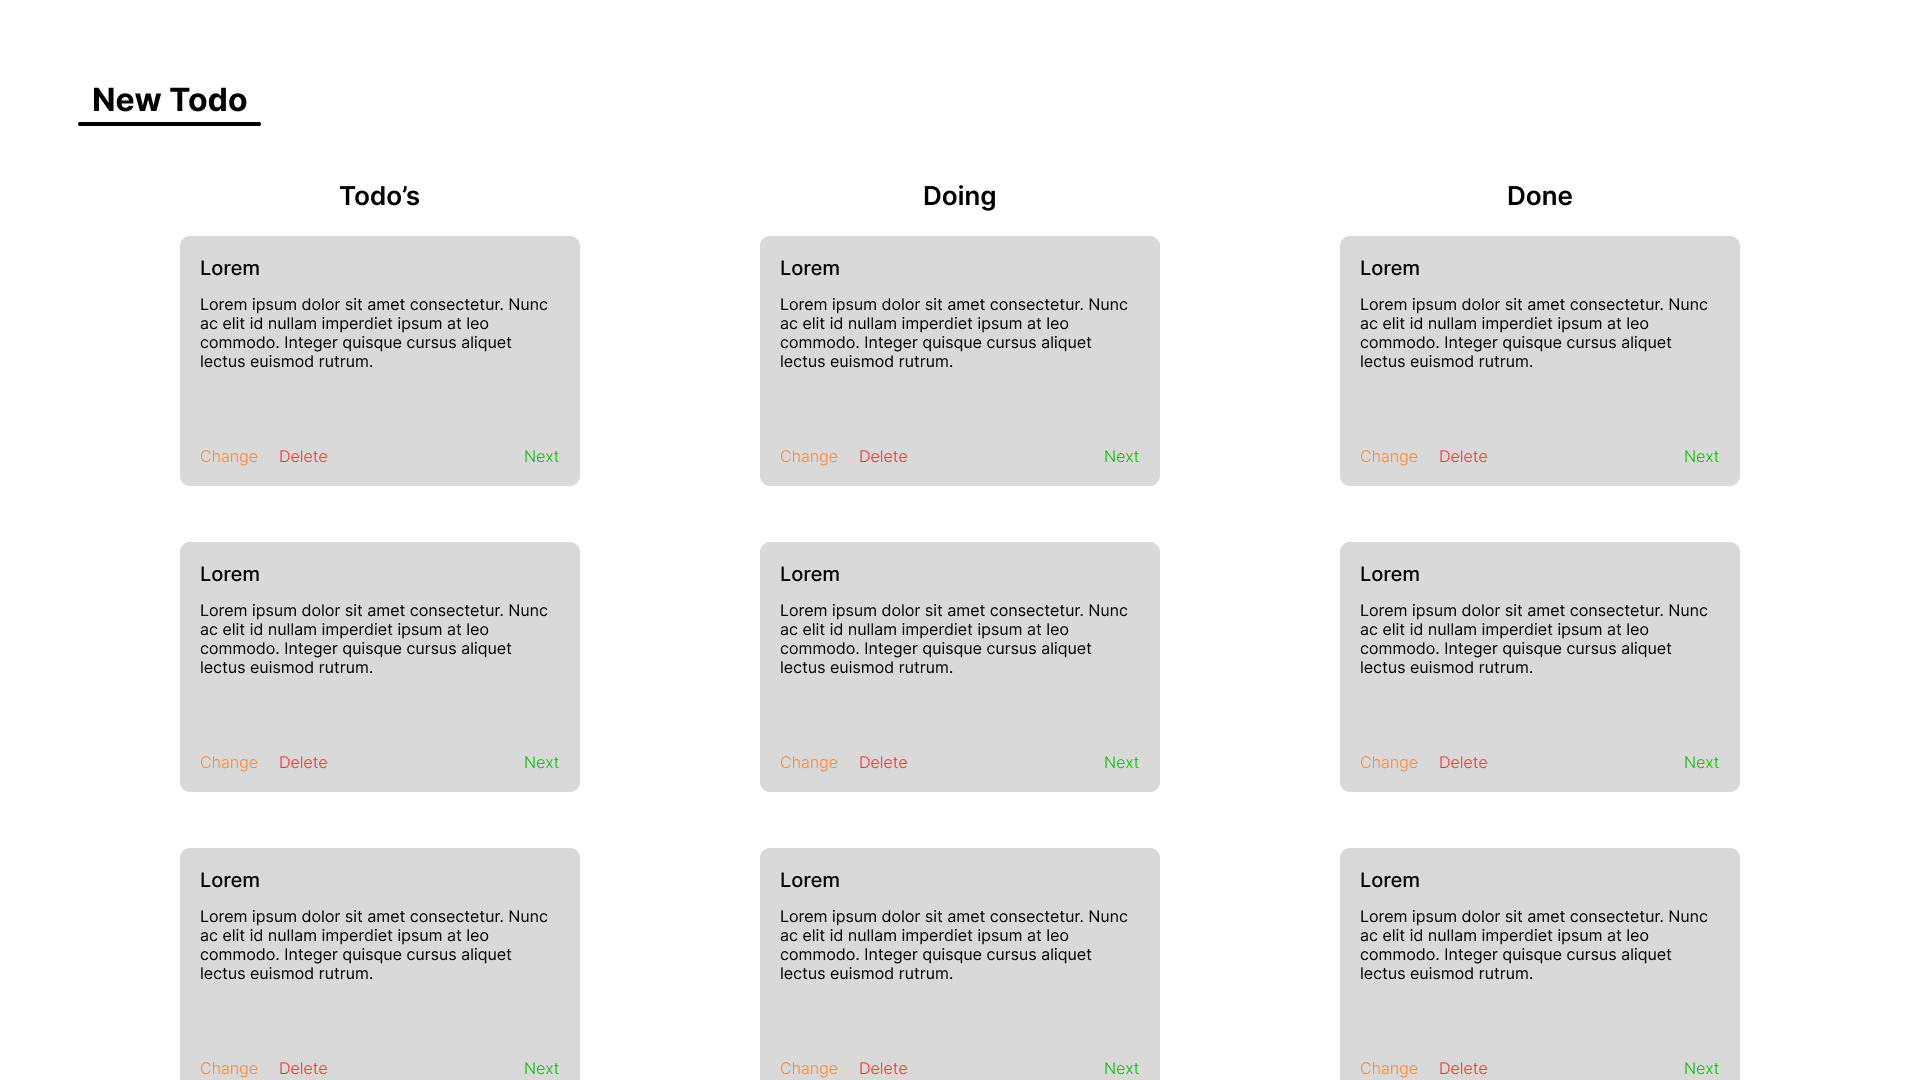 New Todo
Todo’s
Doing
Done
Lorem
Lorem ipsum dolor sit amet consectetur. Nunc
ac elit id nullam imperdiet ipsum at leo
commodo. Integer quisque cursus aliquet
lectus euismod rutrum.
Change Delete Next
Lorem
Lorem ipsum dolor sit amet consectetur. Nunc
ac elit id nullam imperdiet ipsum at leo
commodo. Integer quisque cursus aliquet
lectus euismod rutrum.
Change Delete Next
Lorem
Lorem ipsum dolor sit amet consectetur. Nunc
ac elit id nullam imperdiet ipsum at leo
commodo. Integer quisque cursus aliquet
lectus euismod rutrum.
Change Delete Next
Lorem
Lorem ipsum dolor sit amet consectetur. Nunc
ac elit id nullam imperdiet ipsum at leo
commodo. Integer quisque cursus aliquet
lectus euismod rutrum.
Change Delete Next
Lorem
Lorem ipsum dolor sit amet consectetur. Nunc
ac elit id nullam imperdiet ipsum at leo
commodo. Integer quisque cursus aliquet
lectus euismod rutrum.
Change Delete Next
Lorem
Lorem ipsum dolor sit amet consectetur. Nunc
ac elit id nullam imperdiet ipsum at leo
commodo. Integer quisque cursus aliquet
lectus euismod rutrum.
Change Delete Next
Lorem
Lorem ipsum dolor sit amet consectetur. Nunc
ac elit id nullam imperdiet ipsum at leo
commodo. Integer quisque cursus aliquet
lectus euismod rutrum.
Change Delete Next
Lorem
Lorem ipsum dolor sit amet consectetur. Nunc
ac elit id nullam imperdiet ipsum at leo
commodo. Integer quisque cursus aliquet
lectus euismod rutrum.
Change Delete Next
Lorem
Lorem ipsum dolor sit amet consectetur. Nunc
ac elit id nullam imperdiet ipsum at leo
commodo. Integer quisque cursus aliquet
lectus euismod rutrum.
Change Delete Next